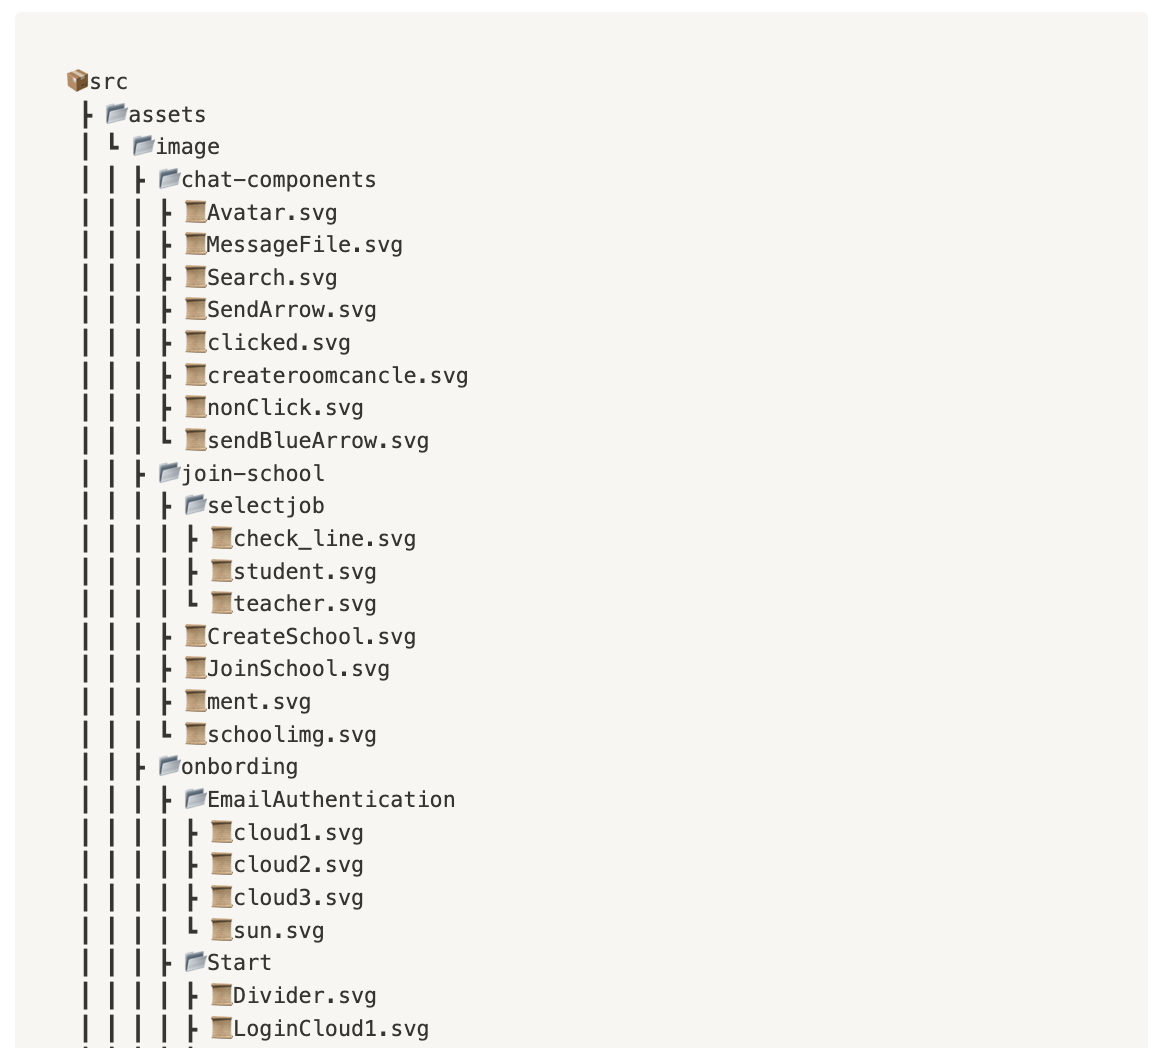 src
assets
image
chat-components
Avatar.svg
MessageFile.svg
Search.svg
SendArrow.svg
clicked.svg
createroomcancle.svg
nonClick.svg
sendBlueArrow.svg
join-school
selectjob
check_line.svg
student.svg
teacher.svg
CreateSchool.svg
JoinSchool.svg
ment.svg
schoolimg.svg
onbording
EmailAuthentication
cloud1.svg
cloud2.svg
cloud3.svg
sun.svg
Start
Divider.svg
LoginCloud1.svg